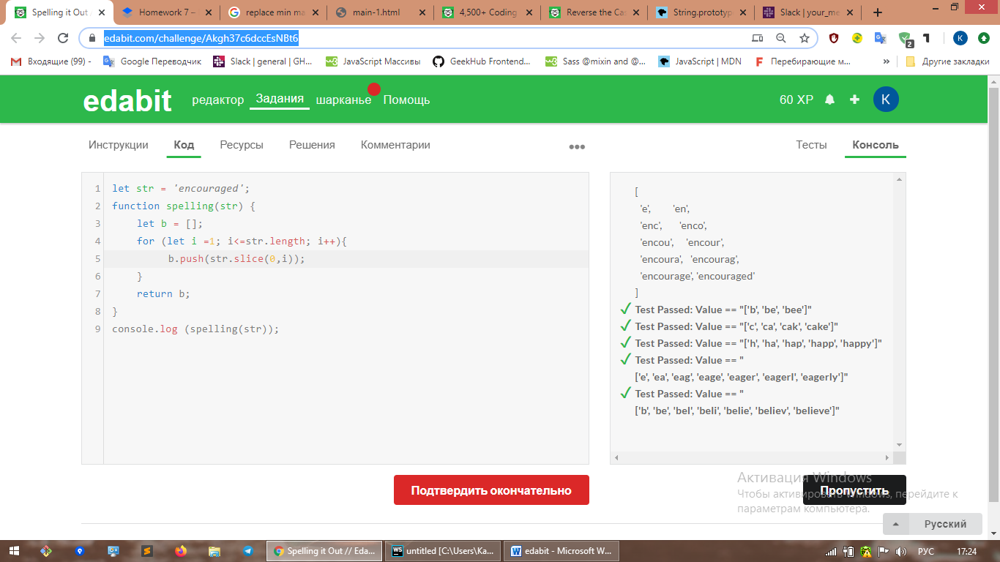 Spelling it Out /
Homework 7 –
replace min ma
main-1.html
4,500+ Coding
Reverse the Ca
String.prototyp
Slack | your_me
edabit.com/challenge/Akgh37c6dccEsNBt6
2
K
Входящие (99) -
Google Переводчик
Slack | general | GH...
JavaScript Массивы
GeekHub Frontend...
Sass @mixin and @...
JavaScript | MDN
Перебирающие м...
»
Другие закладки
edabit
редактор
Задания
шарканье
Помощь
60 XP
K
Инструкции
Код
Ресурсы
Решения
Комментарии
•••
Тесты
Консоль
1 let str = 'encouraged';
2 function spelling(str) {
3 let b = [];
4 for (let i =1; i<=str.length; i++){
5 b.push(str.slice(0,i));
6 }
7 return b;
8 }
9 console.log (spelling(str));
[
'e', 'en',
'enc', 'enco',
'encou', 'encour',
'encoura', 'encourag',
'encourage', 'encouraged'
]
Test Passed: Value == "['b', 'be', 'bee']"
Test Passed: Value == "['c', 'ca', 'cak', 'cake']"
Test Passed: Value == "['h', 'ha', 'hap', 'happ', 'happy']"
Test Passed: Value == "
['e', 'ea', 'eag', 'eage', 'eager', 'eagerl', 'eagerly']"
Test Passed: Value == "
['b', 'be', 'bel', 'beli', 'belie', 'believ', 'believe']"
Подтвердить окончательно
Пропустить
Активация Windows
Чтобы активировать Windows, перейдите к
параметрам компьютера.
Русский
Spelling it Out // Eda...
WS
untitled [C:\Users\Ka...
edabit - Microsoft W...
РУС
17:24